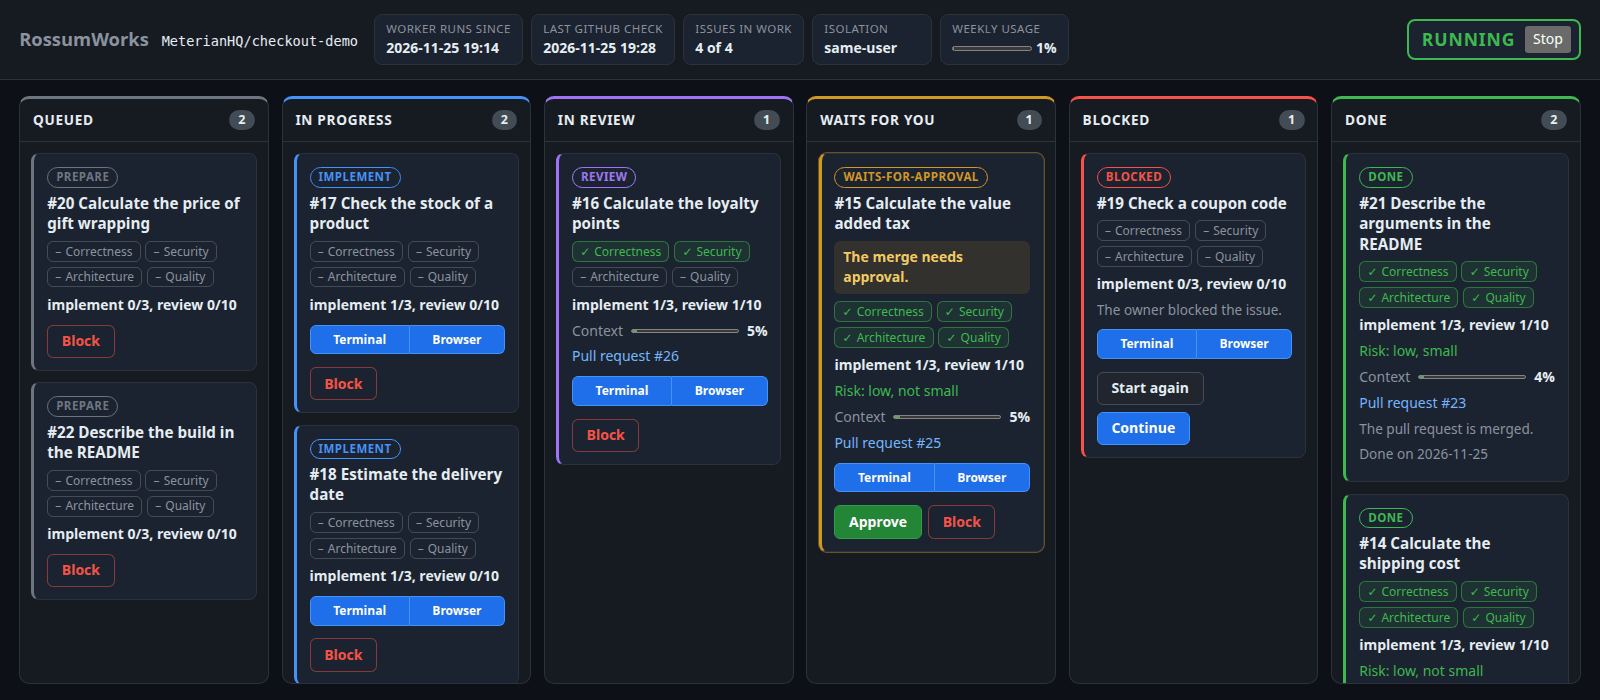 RossumWorks
MeterianHQ/checkout-demo
WORKER RUNS SINCE
2026-11-25 19:14
LAST GITHUB CHECK
2026-11-25 19:28
ISSUES IN WORK
4 of 4
ISOLATION
same-user
WEEKLY USAGE
1%
RUNNING
Stop
QUEUED
2
PREPARE
#20 Calculate the price of
gift wrapping
– Correctness
– Security
– Architecture
– Quality
implement 0/3, review 0/10
Block
PREPARE
#22 Describe the build in
the README
– Correctness
– Security
– Architecture
– Quality
implement 0/3, review 0/10
Block
IN PROGRESS
2
IMPLEMENT
#17 Check the stock of a
product
– Correctness
– Security
– Architecture
– Quality
implement 1/3, review 0/10
Terminal
Browser
Block
IMPLEMENT
#18 Estimate the delivery
date
– Correctness
– Security
– Architecture
– Quality
implement 1/3, review 0/10
Terminal
Browser
Block
IN REVIEW
1
REVIEW
#16 Calculate the loyalty
points
✓ Correctness
✓ Security
– Architecture
– Quality
implement 1/3, review 1/10
Context
5%
Pull request #26
Terminal
Browser
Block
WAITS FOR YOU
1
WAITS-FOR-APPROVAL
#15 Calculate the value
added tax
The merge needs
approval.
✓ Correctness
✓ Security
✓ Architecture
✓ Quality
implement 1/3, review 1/10
Risk: low, not small
Context
5%
Pull request #25
Terminal
Browser
Approve
Block
BLOCKED
1
BLOCKED
#19 Check a coupon code
– Correctness
– Security
– Architecture
– Quality
implement 0/3, review 0/10
The owner blocked the issue.
Terminal
Browser
Start again
Continue
DONE
2
DONE
#21 Describe the
arguments in the
README
✓ Correctness
✓ Security
✓ Architecture
✓ Quality
implement 1/3, review 1/10
Risk: low, small
Context
4%
Pull request #23
The pull request is merged.
Done on 2026-11-25
DONE
#14 Calculate the
shipping cost
✓ Correctness
✓ Security
✓ Architecture
✓ Quality
implement 1/3, review 1/10
Risk: low, not small